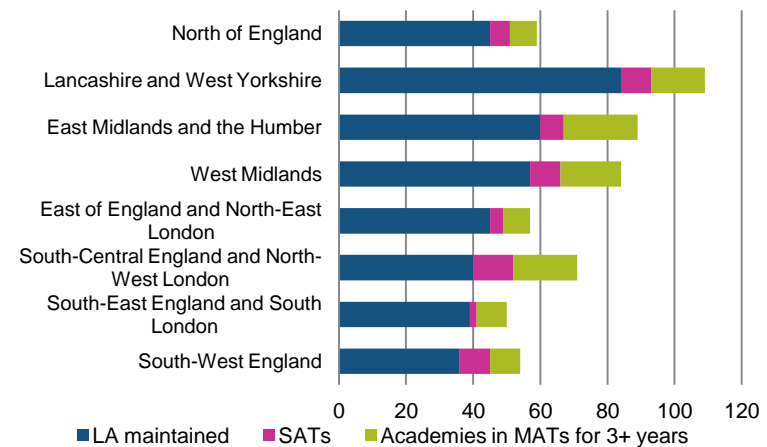 North of England
Lancashire and West Yorkshire
East Midlands and the Humber
West Midlands
East of England and North-East
London
South-Central England and North-
West London
South-East England and South
London
South-West England
0 20 40 60 80 100 120
LA maintained SATs Academies in MATs for 3+ years